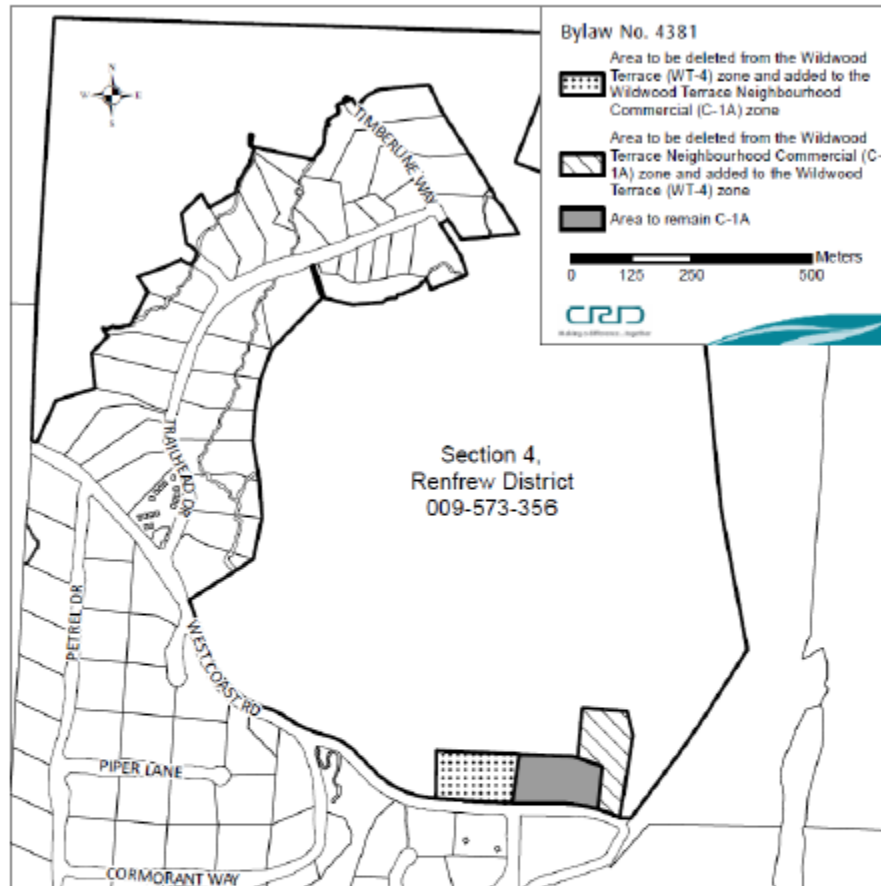 Bylaw No. 4381
Area to be deleted from the Wildwood
Terrace (WT-4) zone and added to the
Wildwood Terrace Neighbourhood
Commercial (C-1A) zone
Area to be deleted from the Wildwood
Terrace Neighbourhood Commercial (C-
1A) zone and added to the Wildwood
Terrace (WT-4) zone
Area to remain C-1A
Meters
0 125 250 500
CRD
Making a difference...together
N
W E
S
TIMBERLINE WAY
TRAILHEAD DR
Section 4,
Renfrew District
009-573-356
PETREL DR
WEST COAST RD
PIPER LANE
CORMORANT WAY